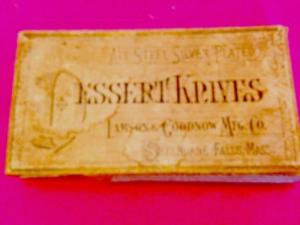 ALL STEEL SILVER PLATED
DESSERT KNIVES
LAMSON & GOODNOW MFG. CO.
SHELBURNE FALLS, MASS.